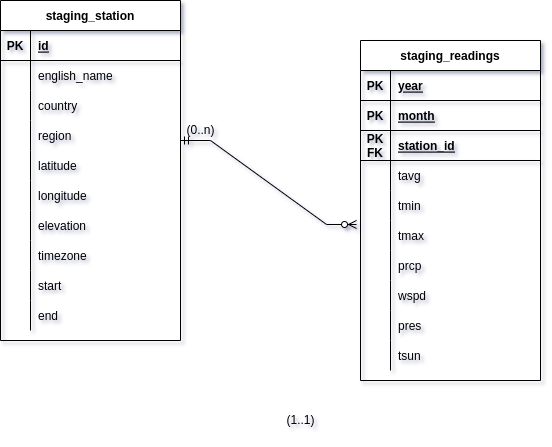 staging_station
PK id
english_name
country
region
latitude
longitude
elevation
timezone
start
end
(0..n)
staging_readings
PK year
PK month
PK
FK station_id
tavg
tmin
tmax
prcp
wspd
pres
tsun
(1..1)